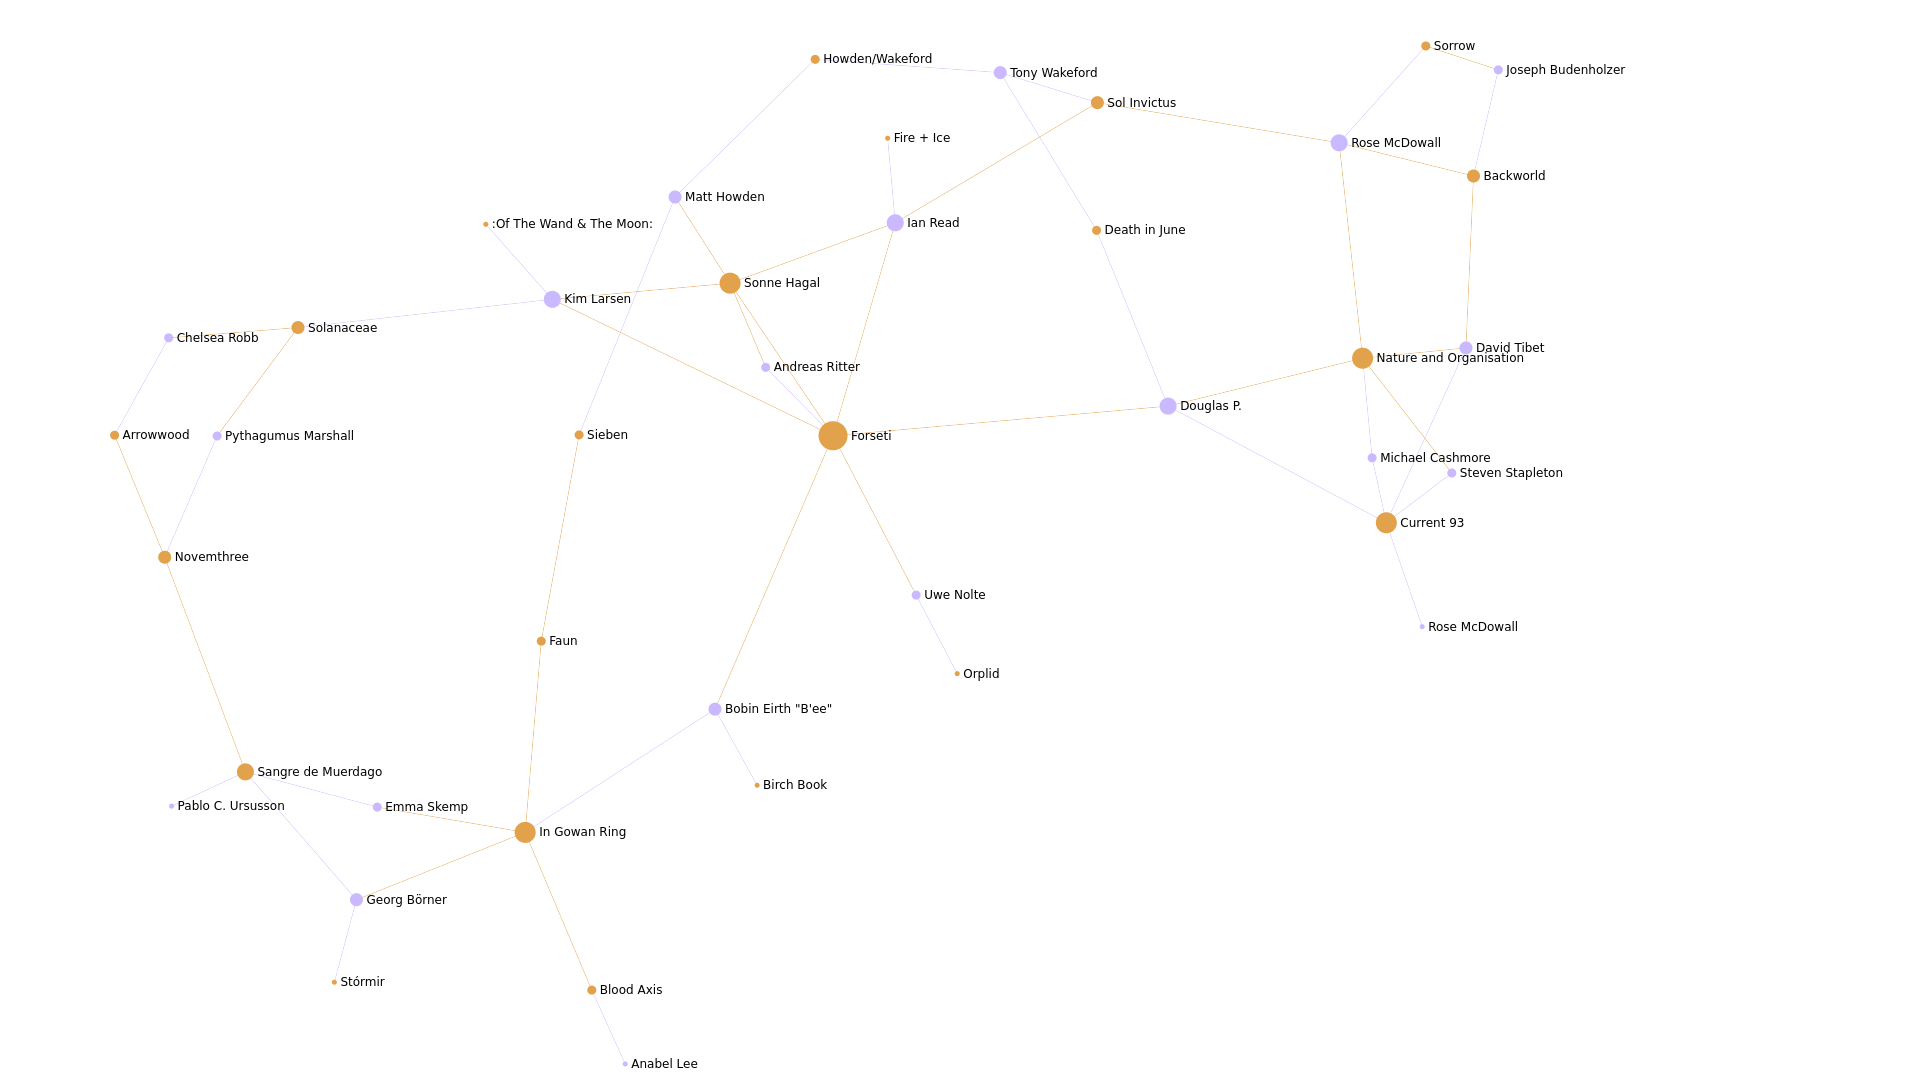 Sorrow
Howden/Wakeford
Joseph Budenholzer
Tony Wakeford
Sol Invictus
Fire + Ice
Rose McDowall
Backworld
Matt Howden
Ian Read
:Of The Wand & The Moon:
Death in June
Sonne Hagal
Kim Larsen
Solanaceae
Chelsea Robb
David Tibet
Nature and Organisation
Andreas Ritter
Douglas P.
Arrowwood
Pythagumus Marshall
Sieben
Forseti
Michael Cashmore
Steven Stapleton
Current 93
Novemthree
Uwe Nolte
Rose McDowall
Faun
Orplid
Bobin Eirth "B'ee"
Sangre de Muerdago
Birch Book
Pablo C. Ursusson
Emma Skemp
In Gowan Ring
Georg Börner
Stórmir
Blood Axis
Anabel Lee